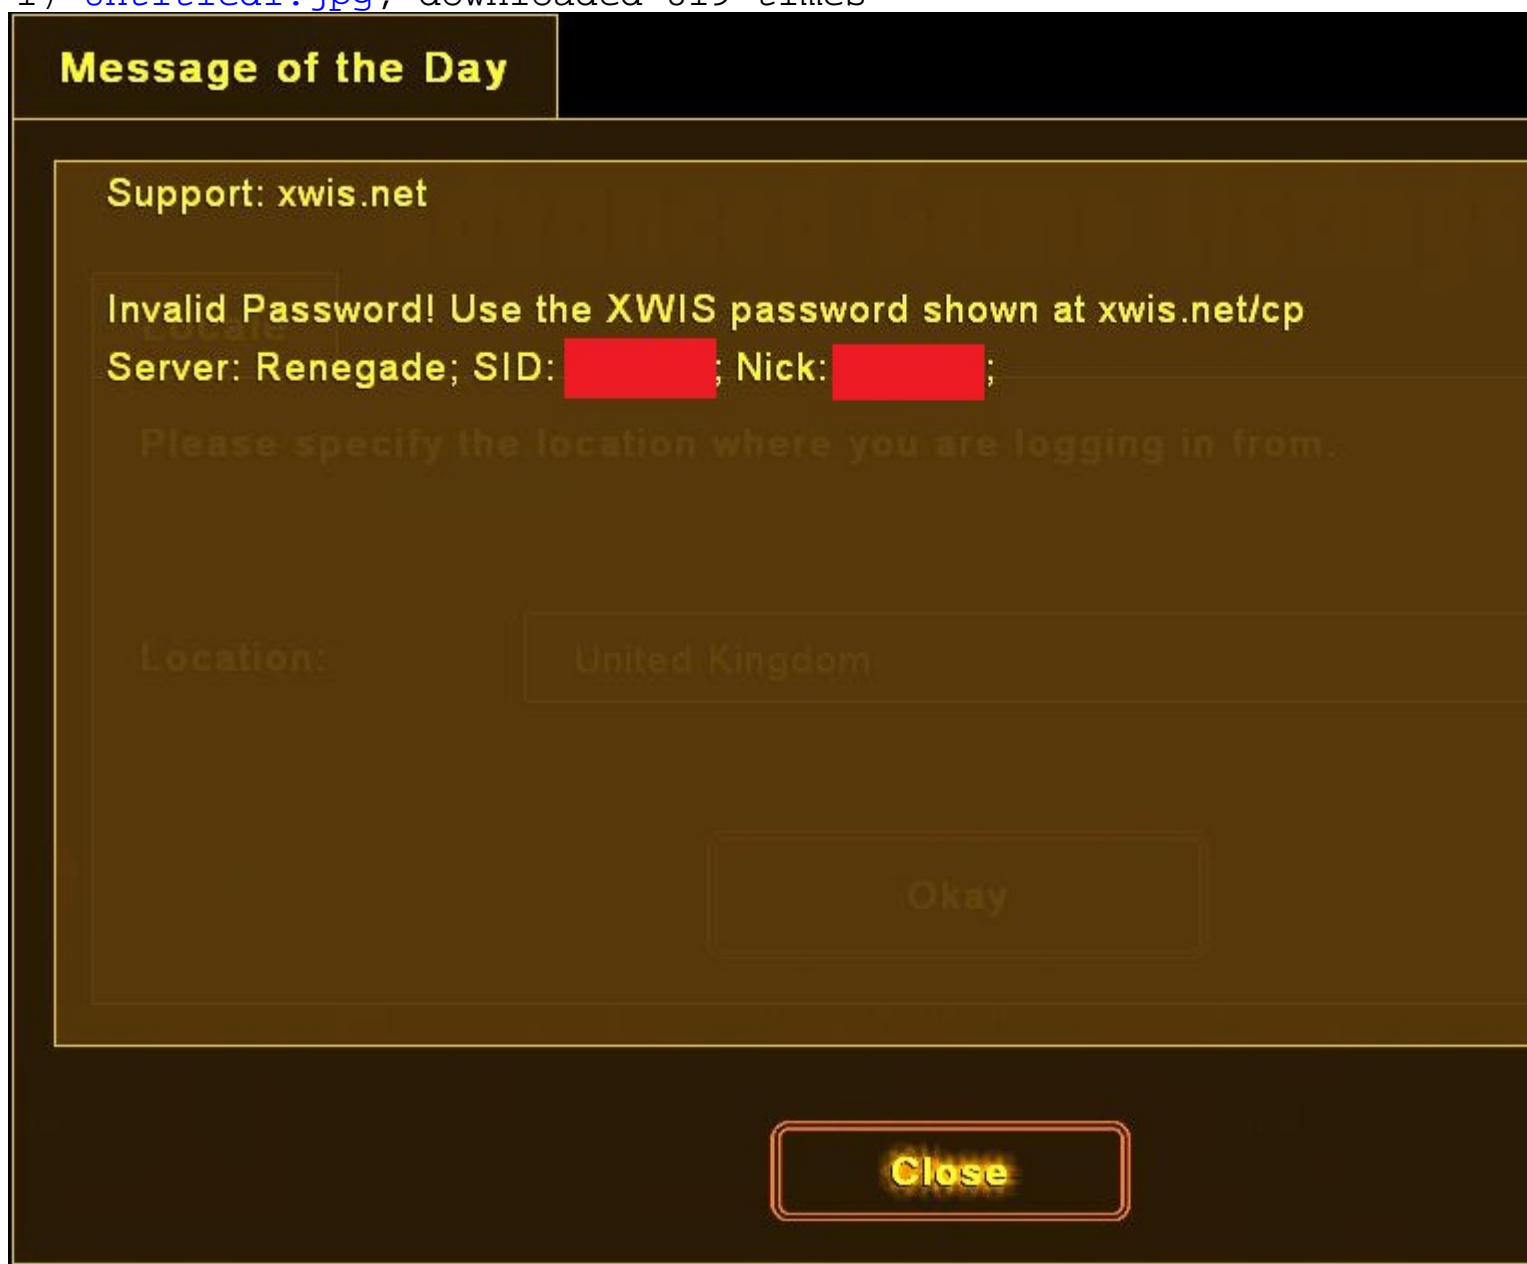 Message of the Day
Support: xwis.net
Invalid Password! Use the XWIS password shown at xwis.net/cp
Locale
Server: Renegade; SID: ; Nick: ;
Please specify the location where you are logging in from.
Location: United Kingdom
Okay
Close